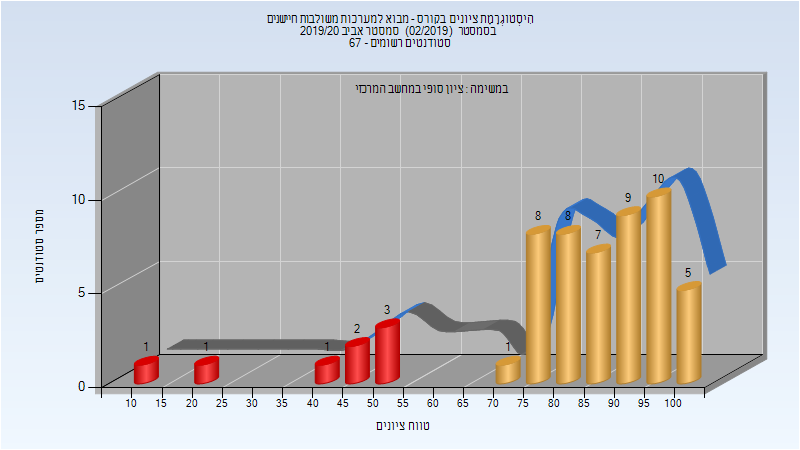 היסטוגרמת ציונים בקורס - מבוא למערכות משולבות חיישנים
בסמסטר (02/2019) סמסטר אביב 2019/20
סטודנטים רשומים - 67
במשימה : ציון סופי במחשב המרכזי
מספר סטודנטים
15
10
5
0
1
1
1
2
3
1
8
8
7
9
10
5
10 15 20 25 30 35 40 45 50 55 60 65 70 75 80 85 90 95 100
טווח ציונים